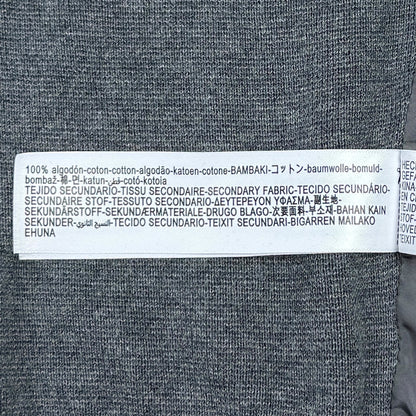 100% algodón-coton-cotton-algodão-katoen-cotone-BAMBAKI-コットン-baumwolle-bomuld-
bombaž-棉-면-katun-قطن-cotó-kotoia
TEJIDO SECUNDARIO-TISSU SECONDAIRE-SECONDARY FABRIC-TECIDO SECUNDÁRIO-
SECUNDAIRE STOF-TESSUTO SECONDARIO-ΔΕΥΤΕΡΕΥΟΝ ΥΦΑΣΜΑ-副生地-
SEKUNDÄRSTOFF-SEKUNDÆRMATERIALE-DRUGO BLAGO-次要面料-부소재-BAHAN KAIN
SEKUNDER-النسيج الثانوي-TECIDO SECUNDARIO-TEIXIT SECUNDARI-BIGARREN MAILAKO
EHUNA